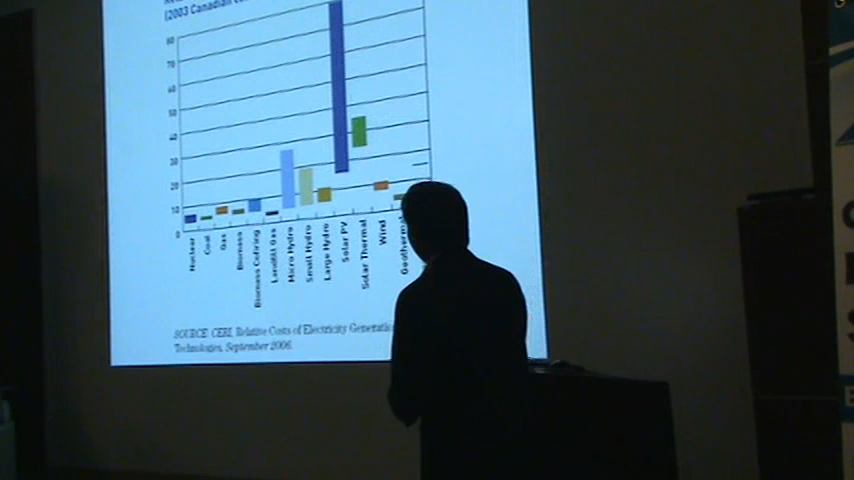 (2003 Canadian
80
70
60
50
40
30
20
10
0
Nuclear
Coal
Gas
Biomass
Biomass Cofiring
Landfill Gas
Micro Hydro
Small Hydro
Large Hydro
Solar PV
Solar Thermal
Wind
Geotherma
SOURCE: CERI, Relative Costs of Electricity Generatio
Technologies, September 2006.